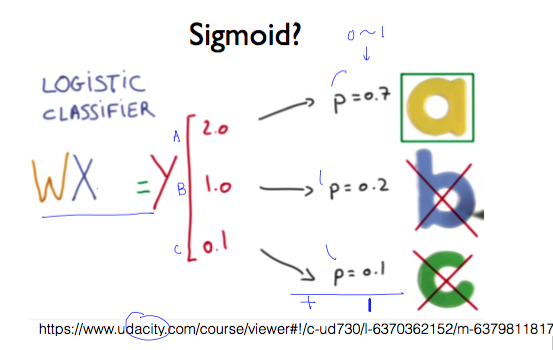 Sigmoid?
0 ~ 1
LOGISTIC
CLASSIFIER
WX = Y
A 2.0
B 1.0
C 0.1
p = 0.7
p = 0.2
p = 0.1
+ 1
a
b
c
https://www.udacity.com/course/viewer#!/c-ud730/l-6370362152/m-6379811817